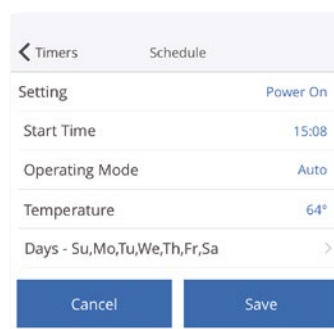 Timers Schedule
Setting Power On
Start Time 15:08
Operating Mode Auto
Temperature 64°
Days - Su,Mo,Tu,We,Th,Fr,Sa
Cancel Save